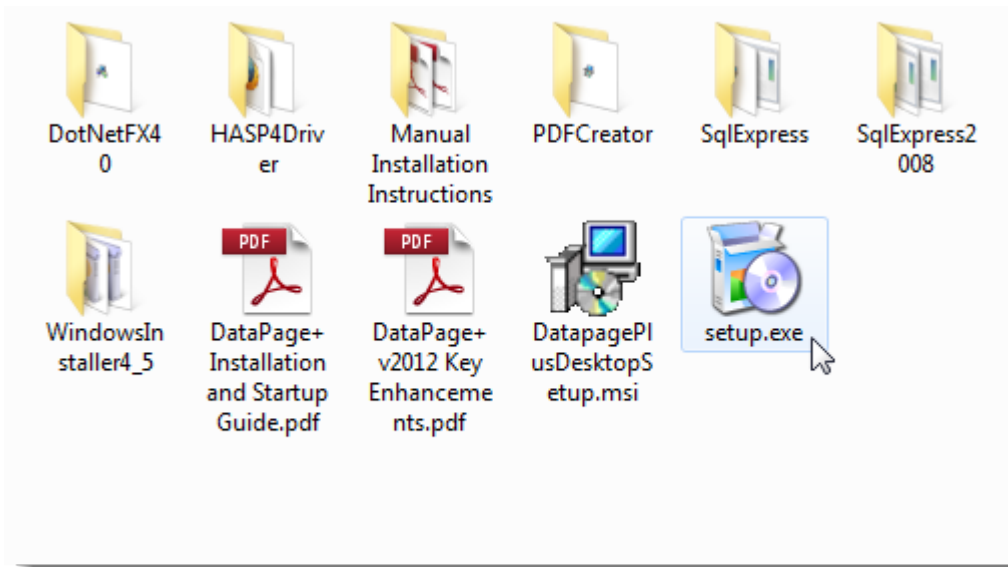 DotNetFX4
0
HASP4Driv
er
Manual
Installation
Instructions
PDFCreator
SqlExpress
SqlExpress2
008
WindowsIn
staller4_5
PDF
DataPage+
Installation
and Startup
Guide.pdf
PDF
DataPage+
v2012 Key
Enhanceme
nts.pdf
DatapagePl
usDesktopS
etup.msi
setup.exe